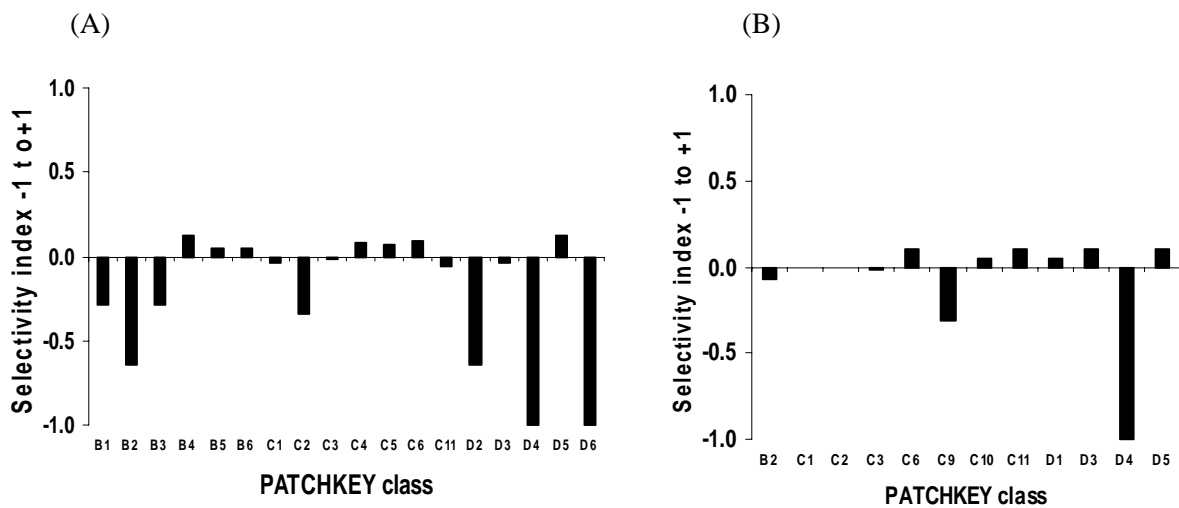 (A)
(B)
Selectivity index -1 t o+1
1.0
0.5
0.0
-0.5
-1.0
B1 B2 B3 B4 B5 B6 C1 C2 C3 C4 C5 C6 C11 D2 D3 D4 D5 D6
PATCHKEY class
Selectivity index -1 to +1
1.0
0.5
0.0
-0.5
-1.0
B2 C1 C2 C3 C6 C9 C10 C11 D1 D3 D4 D5
PATCHKEY class